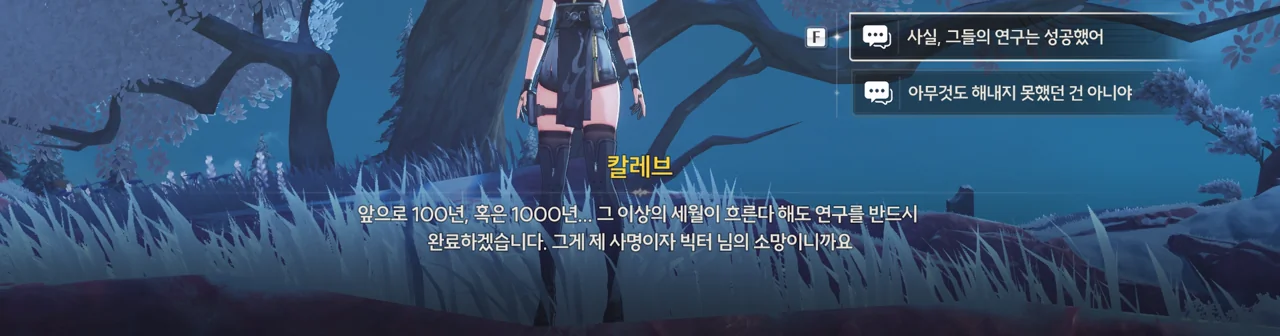 F
사실, 그들의 연구는 성공했어
아무것도 해내지 못했던 건 아니야
칼레브
앞으로 100년, 혹은 1000년... 그 이상의 세월이 흐른다 해도 연구를 반드시
완료하겠습니다. 그게 제 사명이자 빅터 님의 소망이니까요